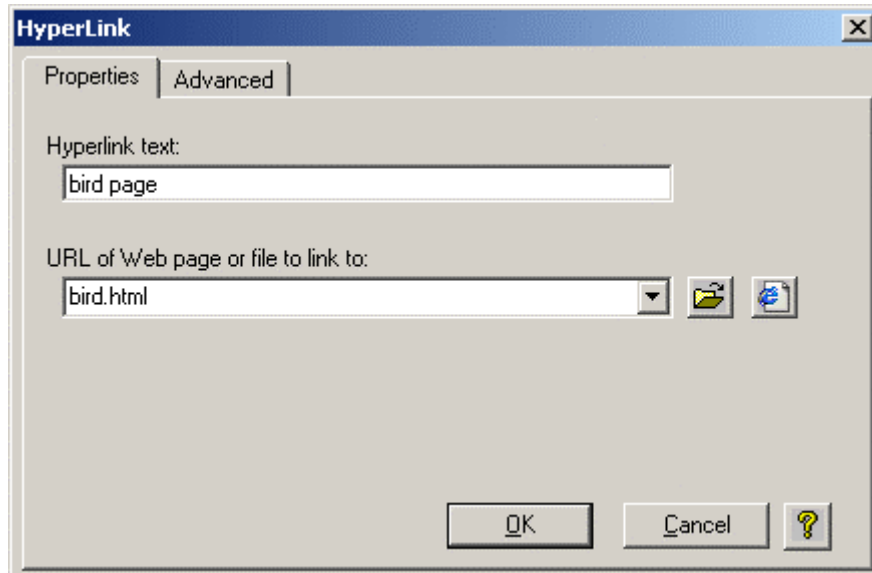 HyperLink
Properties
Advanced
Hyperlink text:
bird page
URL of Web page or file to link to:
bird.html
OK
Cancel